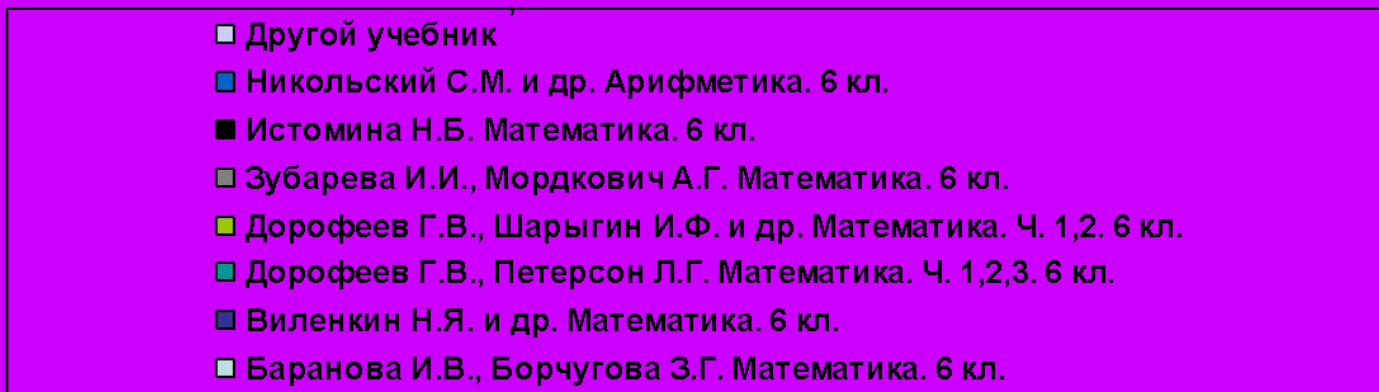 Другой учебник
Никольский С.М. и др. Арифметика. 6 кл.
Истомина Н.Б. Математика. 6 кл.
Зубарева И.И., Мордкович А.Г. Математика. 6 кл.
Дорофеев Г.В., Шарыгин И.Ф. и др. Математика. Ч. 1,2. 6 кл.
Дорофеев Г.В., Петерсон Л.Г. Математика. Ч. 1,2,3. 6 кл.
Виленкин Н.Я. и др. Математика. 6 кл.
Баранова И.В., Борчугова З.Г. Математика. 6 кл.